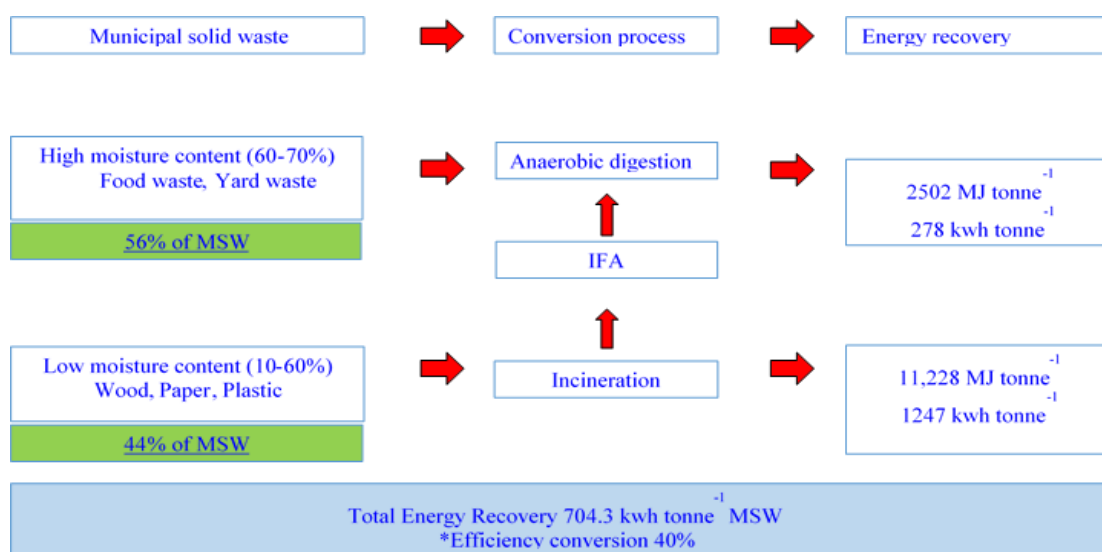 Municipal solid waste
Conversion process
Energy recovery
High moisture content (60-70%)
Food waste, Yard waste
56% of MSW
Anaerobic digestion
2502 MJ tonne⁻¹
278 kwh tonne⁻¹
IFA
Low moisture content (10-60%)
Wood, Paper, Plastic
44% of MSW
Incineration
11,228 MJ tonne⁻¹
1247 kwh tonne⁻¹
Total Energy Recovery 704.3 kwh tonne⁻¹ MSW
*Efficiency conversion 40%